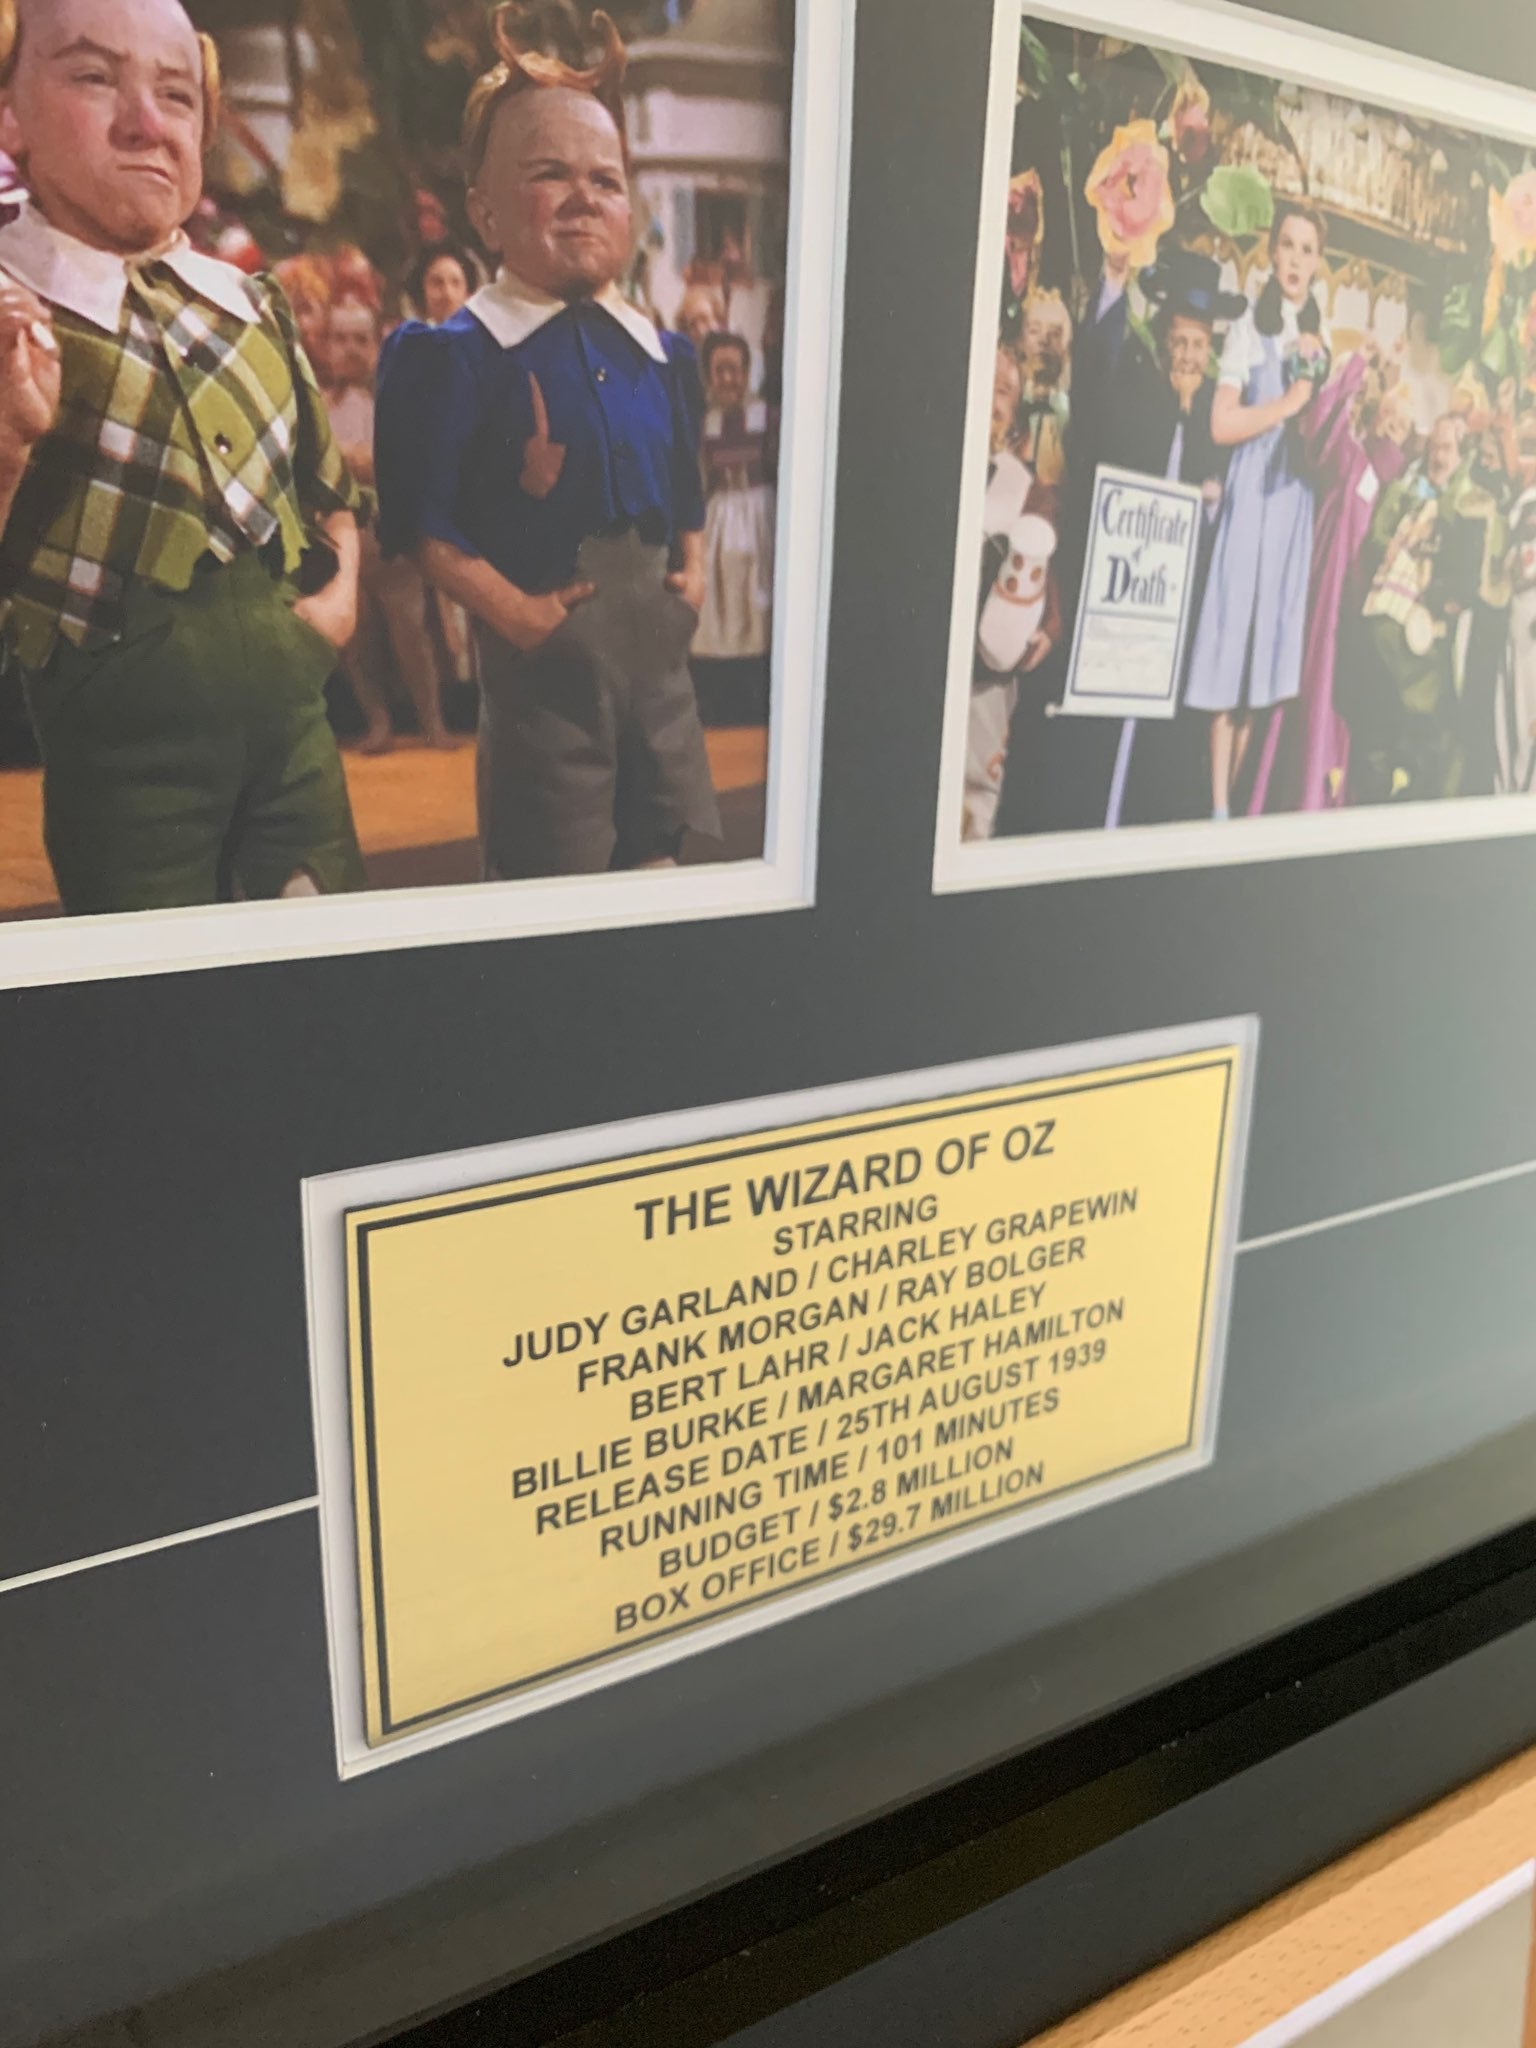 Certificate
of
Death
THE WIZARD OF OZ
STARRING
JUDY GARLAND / CHARLEY GRAPEWIN
FRANK MORGAN / RAY BOLGER
BERT LAHR / JACK HALEY
BILLIE BURKE / MARGARET HAMILTON
RELEASE DATE / 25TH AUGUST 1939
RUNNING TIME / 101 MINUTES
BUDGET / $2.8 MILLION
BOX OFFICE / $29.7 MILLION